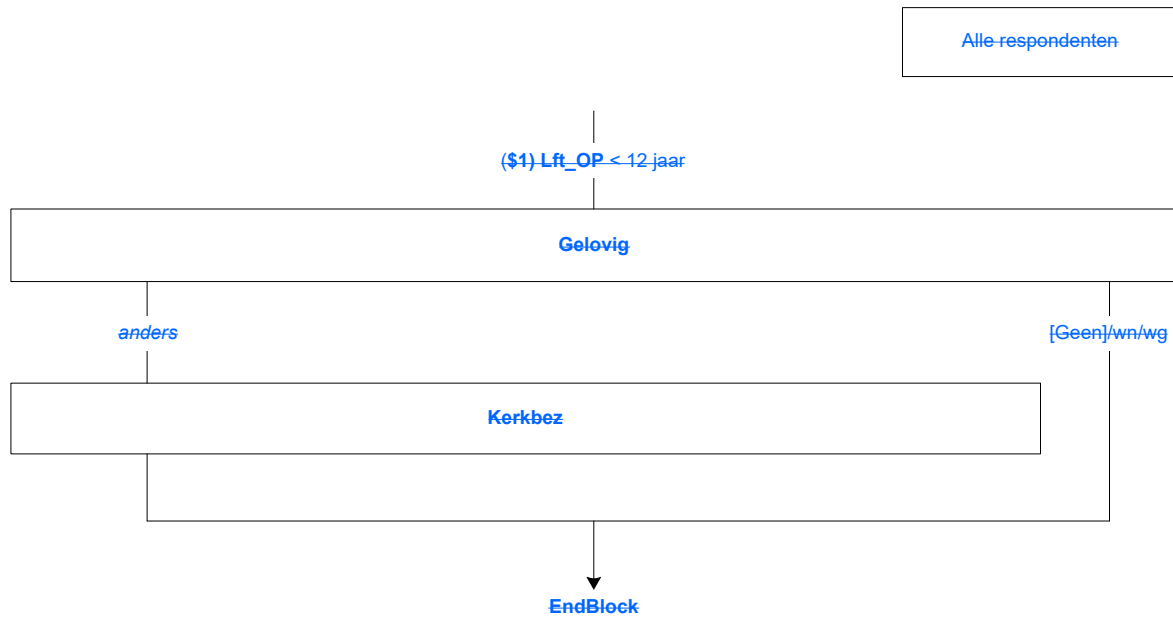 Alle respondenten
($1) Lft_OP < 12 jaar
Gelovig
anders
[Geen]/wn/wg
Kerkbez
EndBlock